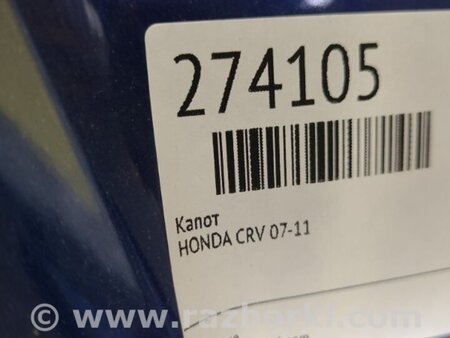 274105
Капот
HONDA CRV 07-11
© www.razborki.com